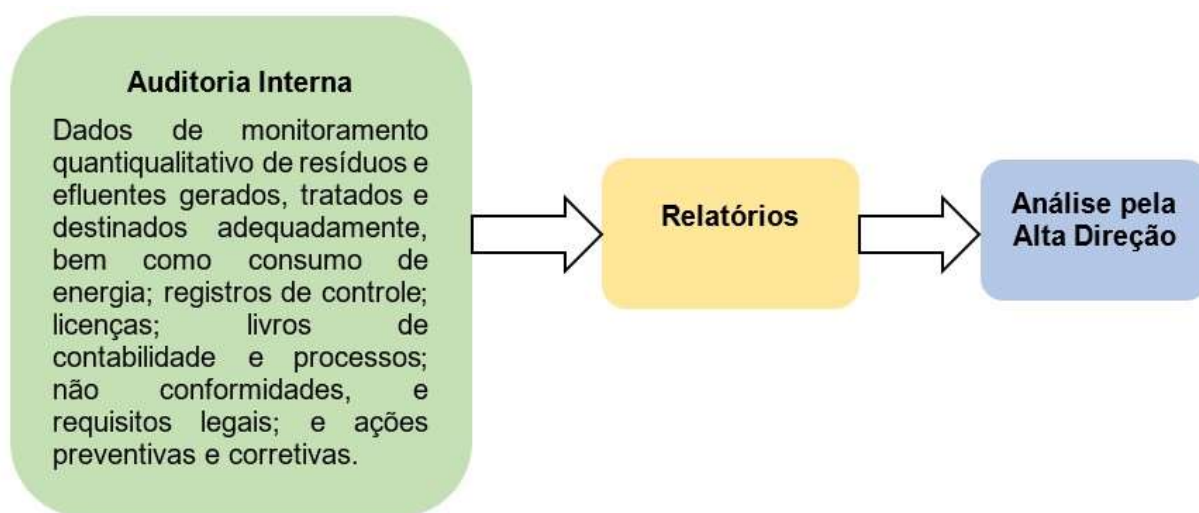 Auditoria Interna
Dados de monitoramento
quantiqualitativo de resíduos e
efluentes gerados, tratados e
destinados adequadamente,
bem como consumo de
energia; registros de controle;
licenças; livros de
contabilidade e processos;
não conformidades, e
requisitos legais; e ações
preventivas e corretivas.
Relatórios
Análise pela
Alta Direção